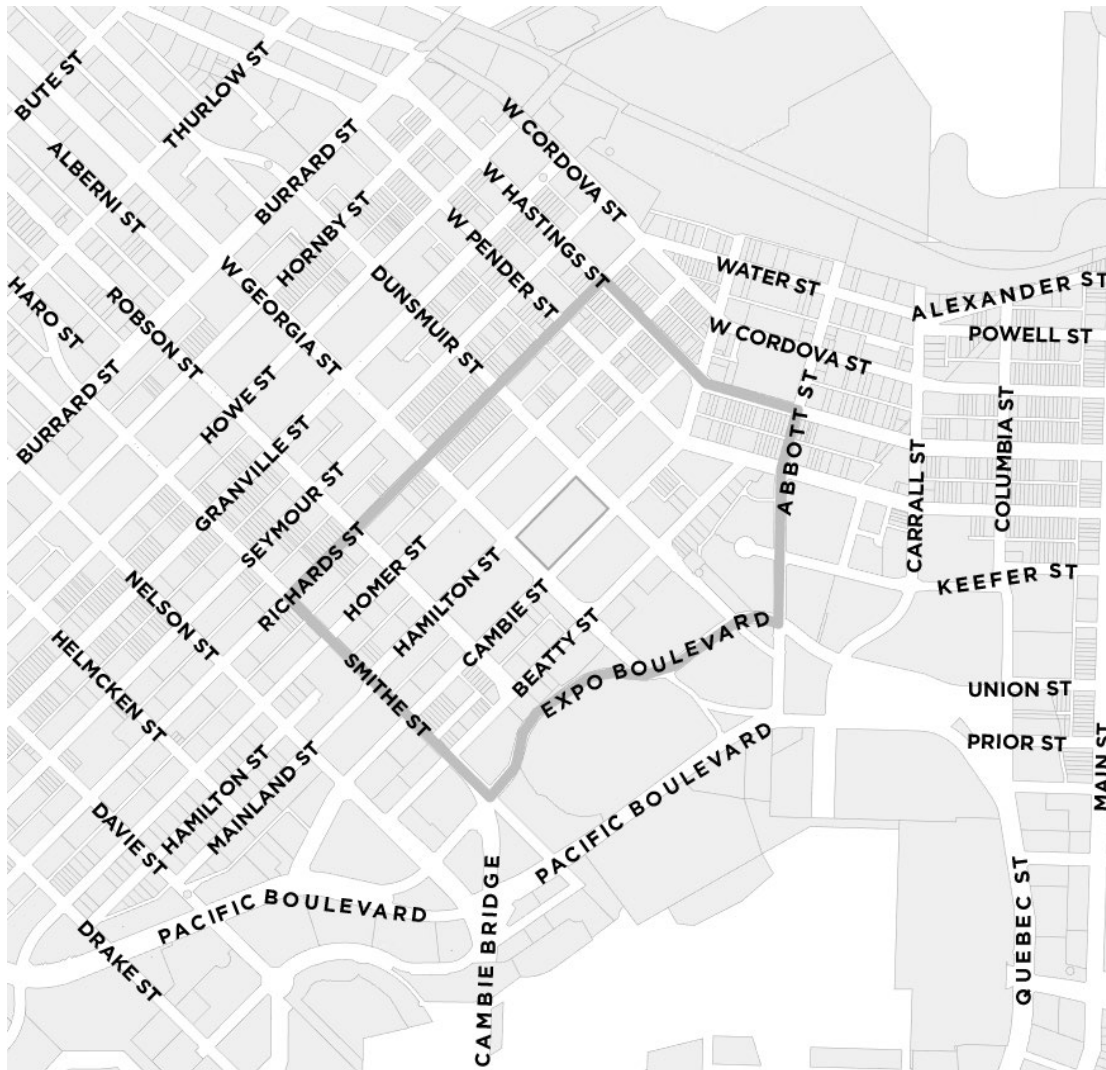 BUTE ST
THURLOW ST
ALBERNI ST
BURRARD ST
HORNBY ST
W CORDOVA ST
W HASTINGS ST
W PENDER ST
DUNSMUIR ST
W GEORGIA ST
WATER ST
ALEXANDER ST
POWELL ST
W CORDOVA ST
HARO ST
ROBSON ST
HOWE ST
BURRARD ST
GRANVILLE ST
SEYMOUR ST
RICHARDS ST
ABBOTT ST
CARRALL ST
COLUMBIA ST
KEEFER ST
HOMER ST
HAMILTON ST
CAMBIE ST
BEATTY ST
EXPO BOULEVARD
NELSON ST
SMITHE ST
HELMCKEN ST
UNION ST
PRIOR ST
MAIN ST
HAMILTON ST
MAINLAND ST
DAVIE ST
PACIFIC BOULEVARD
PACIFIC BOULEVARD
DRAKE ST
CAMBIE BRIDGE
QUEBEC ST